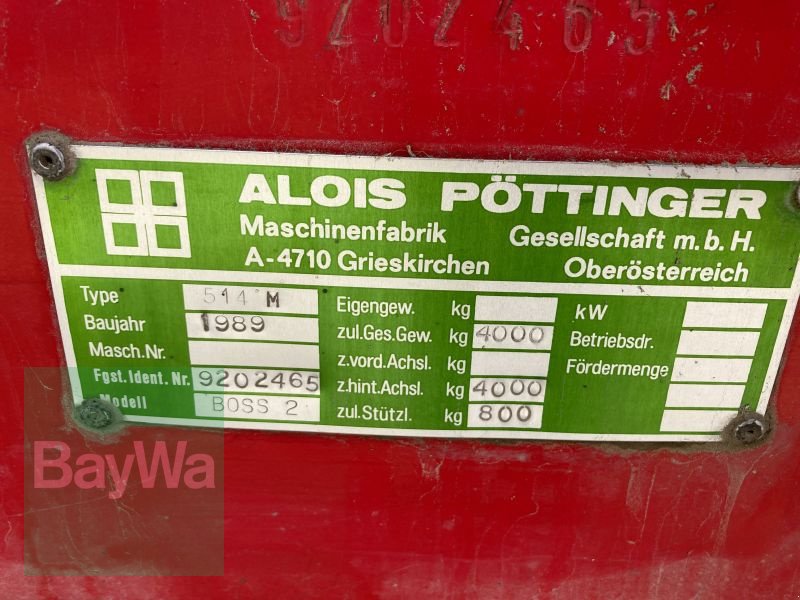 9202465
ALOIS PÖTTINGER
Maschinenfabrik Gesellschaft m.b.H.
A-4710 Grieskirchen Oberösterreich
Type 514 M
Baujahr 1989
Masch.Nr.
Fgst.Ident.Nr. 9202465
Modell BOSS 2
Eigengew. kg
zul.Ges.Gew. kg 4000
z.vord.Achsl. kg
z.hint.Achsl. kg 4000
zul.Stützl. kg 800
kW
Betriebsdr.
Fördermenge
BayWa